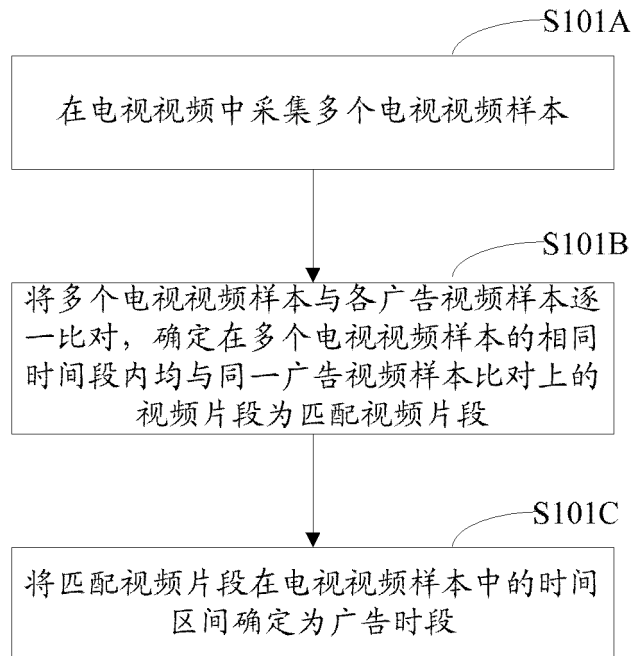 S101A
在电视视频中采集多个电视视频样本
S101B
将多个电视视频样本与各广告视频样本逐
一比对，确定在多个电视视频样本的相同
时间段内均与同一广告视频样本比对上的
视频片段为匹配视频片段
S101C
将匹配视频片段在电视视频样本中的时间
区间确定为广告时段